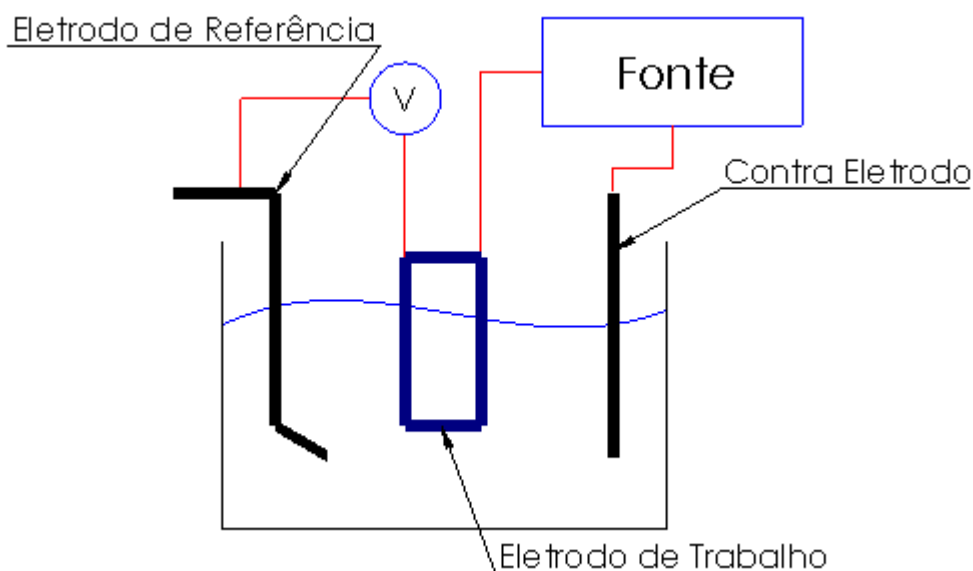 Eletrodo de Referência
V
Fonte
Contra Eletrodo
Eletrodo de Trabalho